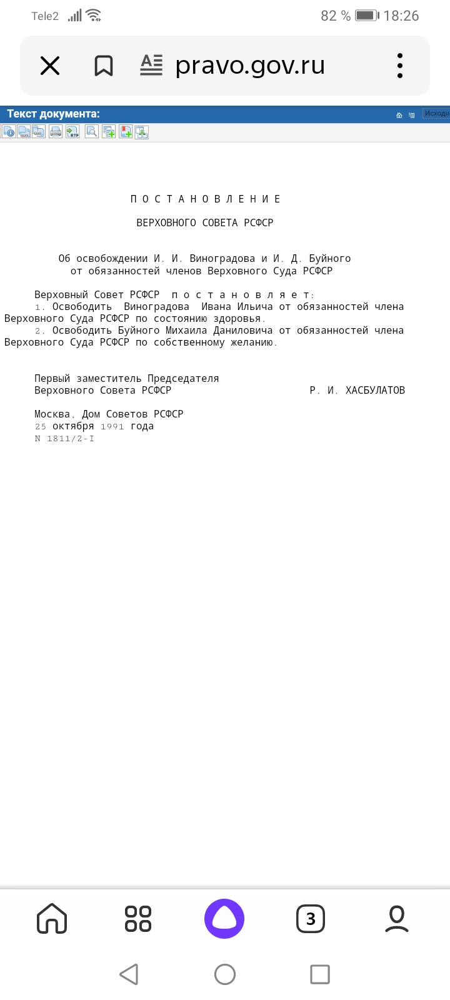 Tele2 82 % 18:26
pravo.gov.ru
Текст документа: Исходн
RTF
П О С Т А Н О В Л Е Н И Е
ВЕРХОВНОГО СОВЕТА РСФСР
Об освобождении И. И. Виноградова и И. Д. Буйного
от обязанностей членов Верховного Суда РСФСР
Верховный Совет РСФСР п о с т а н о в л я е т:
1. Освободить Виноградова Ивана Ильича от обязанностей члена
Верховного Суда РСФСР по состоянию здоровья.
2. Освободить Буйного Михаила Даниловича от обязанностей члена
Верховного Суда РСФСР по собственному желанию.
Первый заместитель Председателя
Верховного Совета РСФСР Р. И. ХАСБУЛАТОВ
Москва, Дом Советов РСФСР
25 октября 1991 года
N 1811/2-I
3